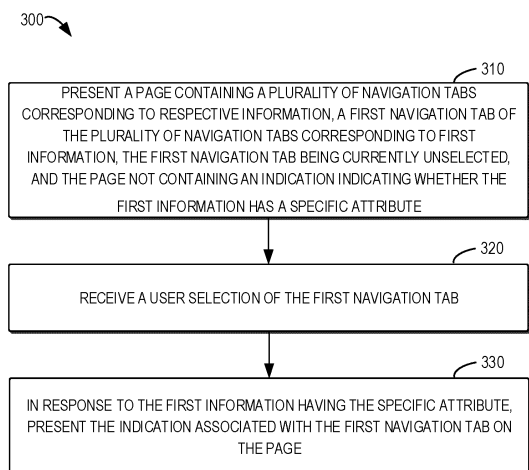 300
310
PRESENT A PAGE CONTAINING A PLURALITY OF NAVIGATION TABS
CORRESPONDING TO RESPECTIVE INFORMATION, A FIRST NAVIGATION TAB OF
THE PLURALITY OF NAVIGATION TABS CORRESPONDING TO FIRST
INFORMATION, THE FIRST NAVIGATION TAB BEING CURRENTLY UNSELECTED,
AND THE PAGE NOT CONTAINING AN INDICATION INDICATING WHETHER THE
FIRST INFORMATION HAS A SPECIFIC ATTRIBUTE
320
RECEIVE A USER SELECTION OF THE FIRST NAVIGATION TAB
330
IN RESPONSE TO THE FIRST INFORMATION HAVING THE SPECIFIC ATTRIBUTE,
PRESENT THE INDICATION ASSOCIATED WITH THE FIRST NAVIGATION TAB ON
THE PAGE